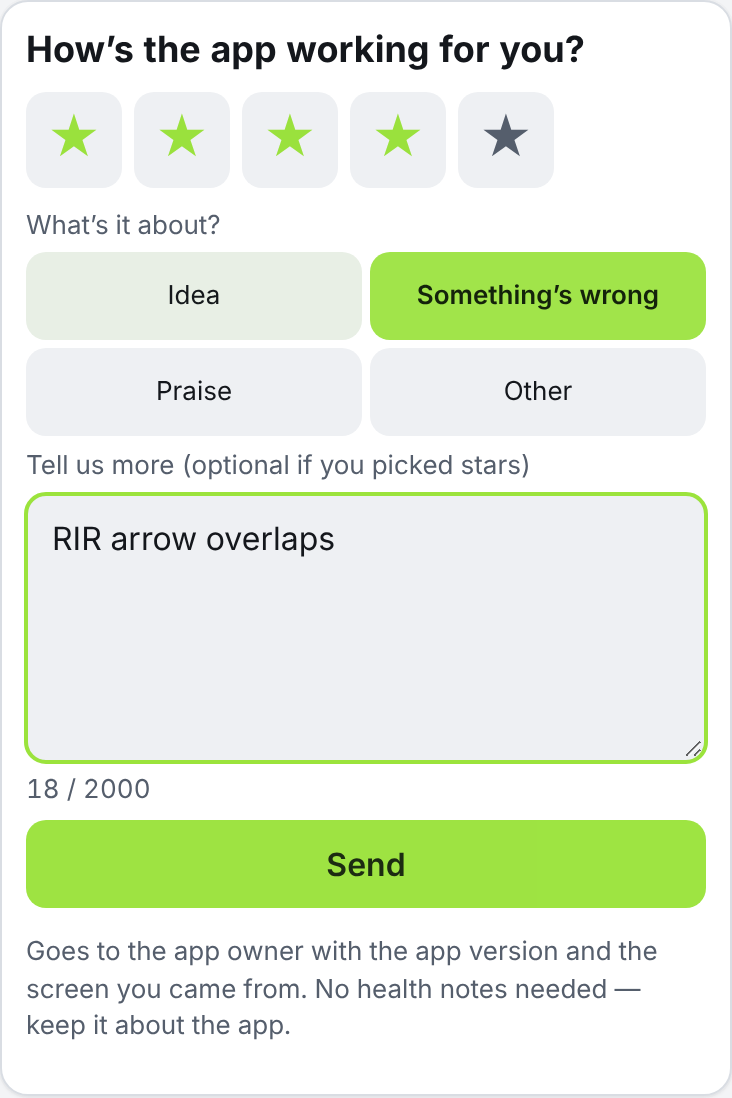 How’s the app working for you?
What’s it about?
Idea
Something’s wrong
Praise
Other
Tell us more (optional if you picked stars)
RIR arrow overlaps
18 / 2000
Send
Goes to the app owner with the app version and the
screen you came from. No health notes needed —
keep it about the app.